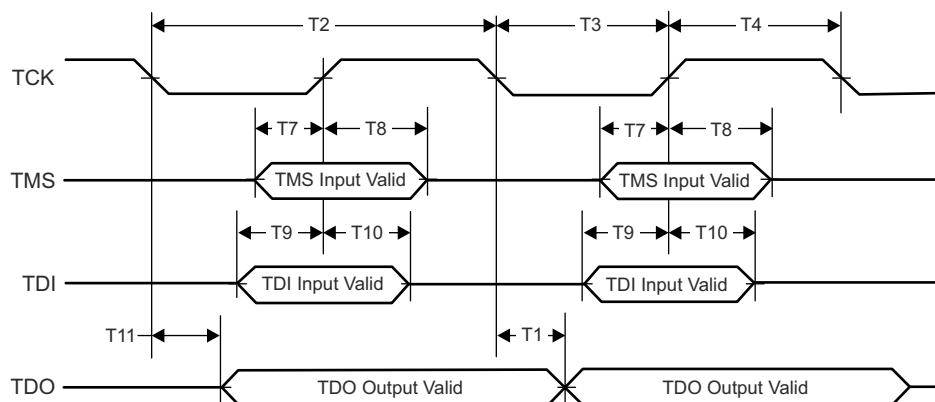 T2
T3
T4
TCK
T7
T8
T7
T8
TMS
TMS Input Valid
TMS Input Valid
T9
T10
T9
T10
TDI
TDI Input Valid
TDI Input Valid
T11
T1
TDO
TDO Output Valid
TDO Output Valid